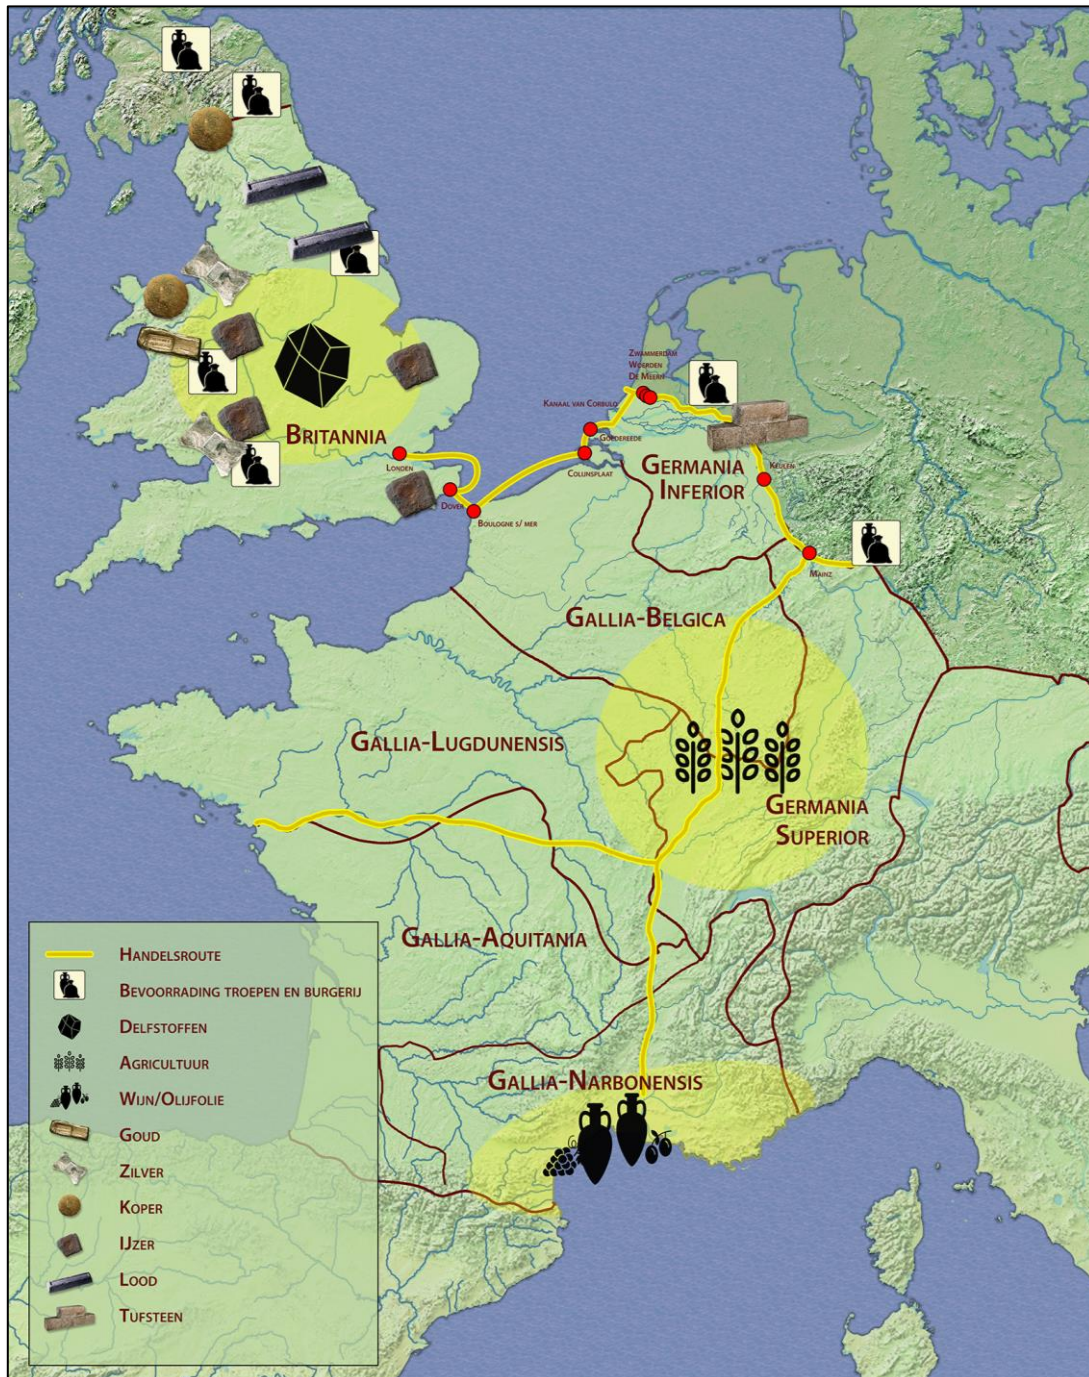 Zwammerdam
Woerden
De Meern
Kanaal van Corbulo
Goedereede
Colijnsplaat
Britannia
Londen
Dover
Boulogne s/ mer
Germania
Inferior
Keulen
Mainz
Gallia-Belgica
Gallia-Lugdunensis
Germania
Superior
Gallia-Aquitania
Gallia-Narbonensis
Handelsroute
Bevoorrading troepen en burgerij
Delfstoffen
Agricultuur
Wijn/Olijfolie
Goud
Zilver
Koper
IJzer
Lood
Tufsteen